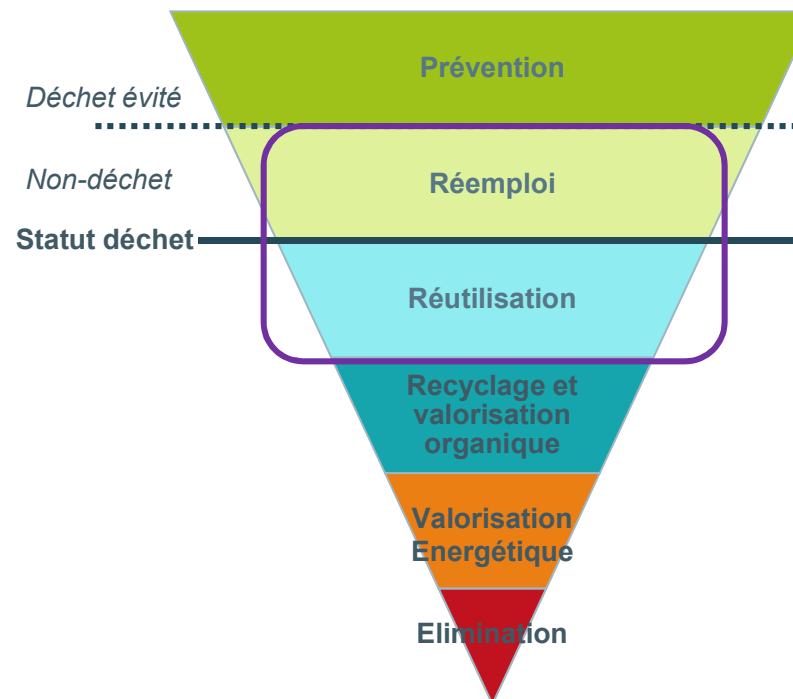 Prévention
Déchet évité
Non-déchet
Réemploi
Statut déchet
Réutilisation
Recyclage et
valorisation
organique
Valorisation
Energétique
Elimination